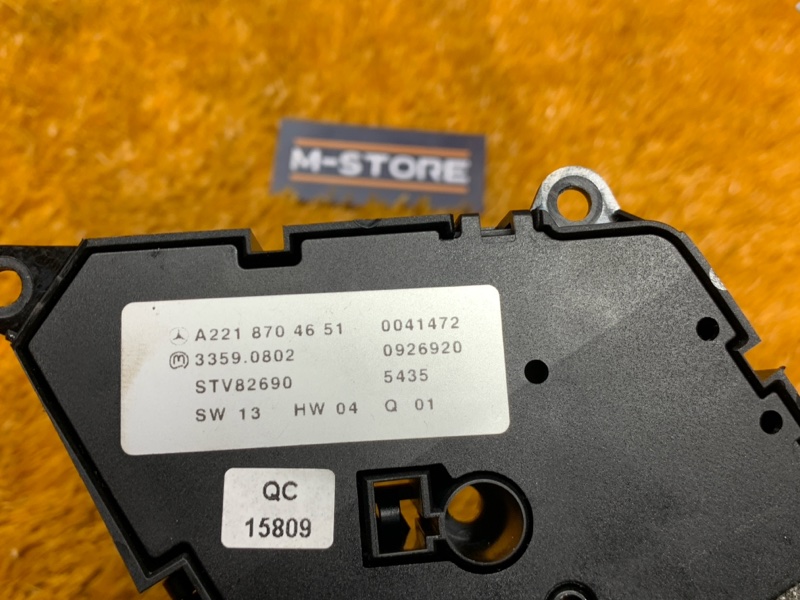 M-STORE
A221 870 46 51 0041472
3359.0802 0926920
STV82690 5435
SW 13 HW 04 Q 01
QC
15809